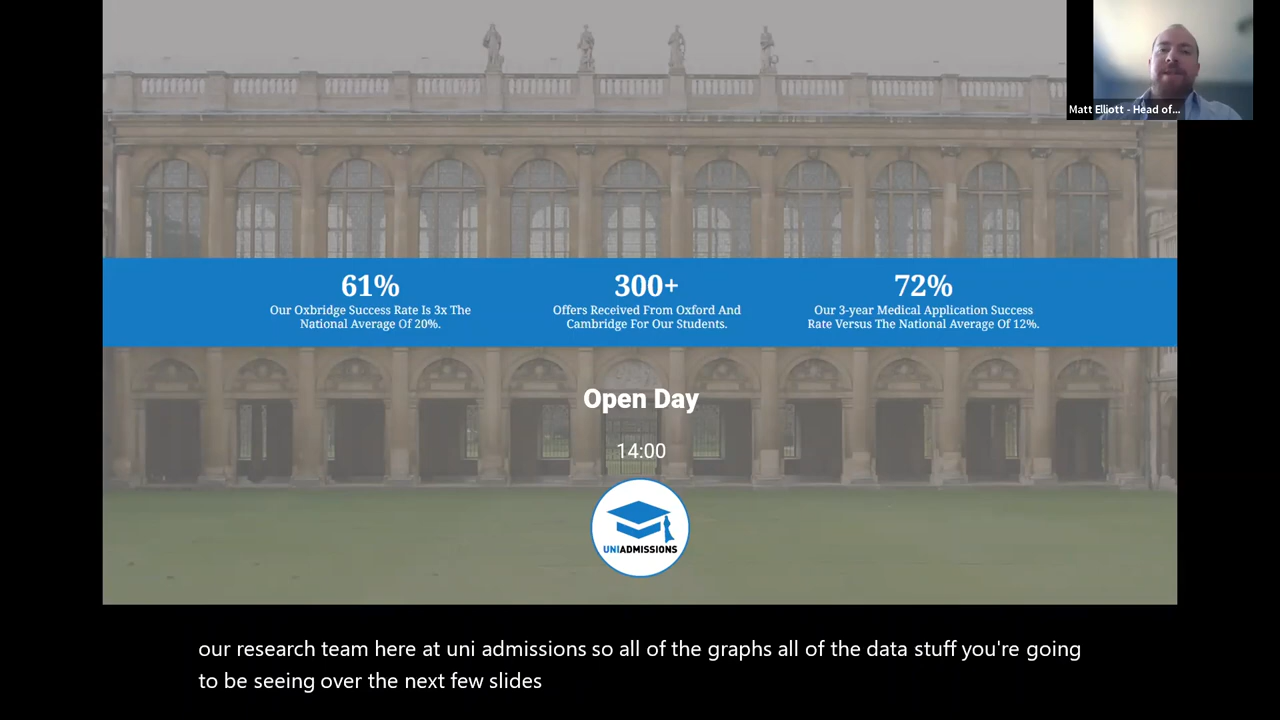 Matt Elliott - Head of...
61%
Our Oxbridge Success Rate Is 3x The
National Average Of 20%.
300+
Offers Received From Oxford And
Cambridge For Our Students.
72%
Our 3-year Medical Application Success
Rate Versus The National Average Of 12%.
Open Day
14:00
UNIADMISSIONS
our research team here at uni admissions so all of the graphs all of the data stuff you're going
to be seeing over the next few slides